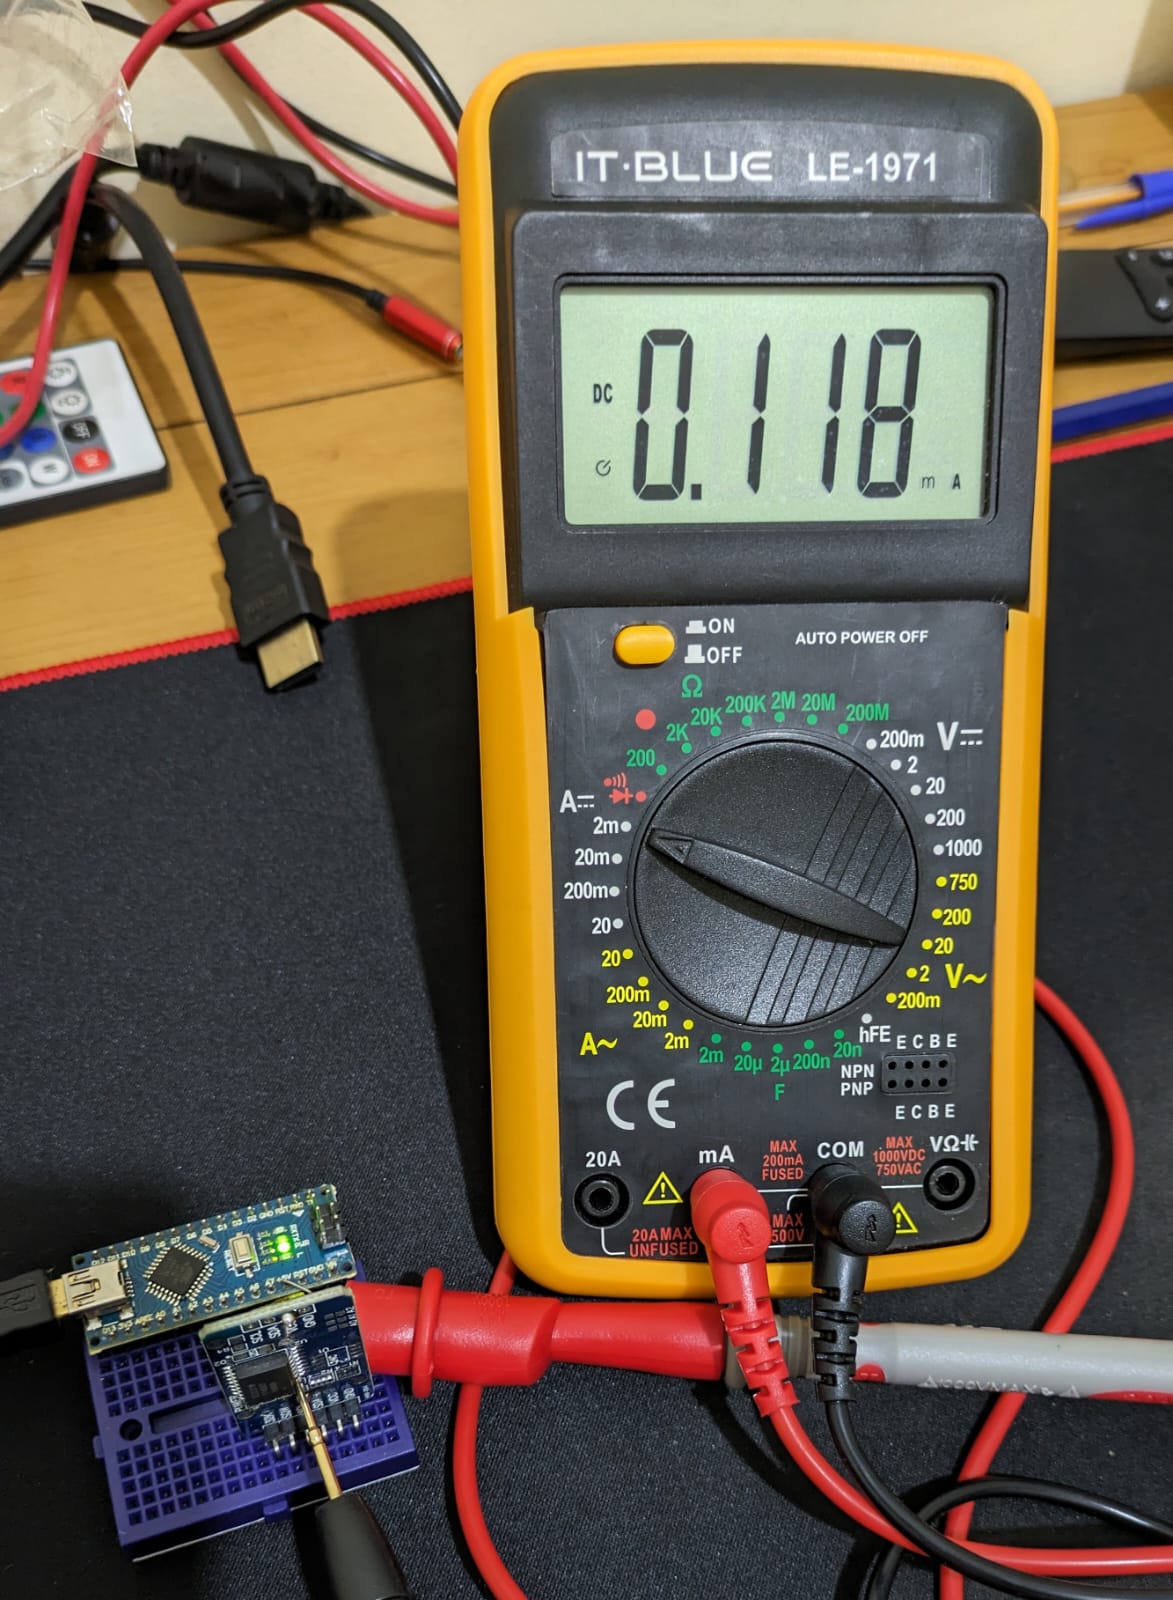 IT·BLUE LE-1971
DC
0.118
m A
ON
OFF
AUTO POWER OFF
Ω
200
2K
20K
200K
2M
20M
200M
V⎓
200m
2
20
200
1000
750
200
20
2
200m
V~
A⎓
2m
20m
200m
20
20
200m
20m
2m
A~
2m
20µ
2µ
200n
20n
F
hFE
E C B E
NPN
PNP
E C B E
CE
20A
mA
MAX
200mA
FUSED
COM
MAX
1000VDC
750VAC
VΩ
20A MAX
UNFUSED
MAX
500V
OFF
ON
SCL